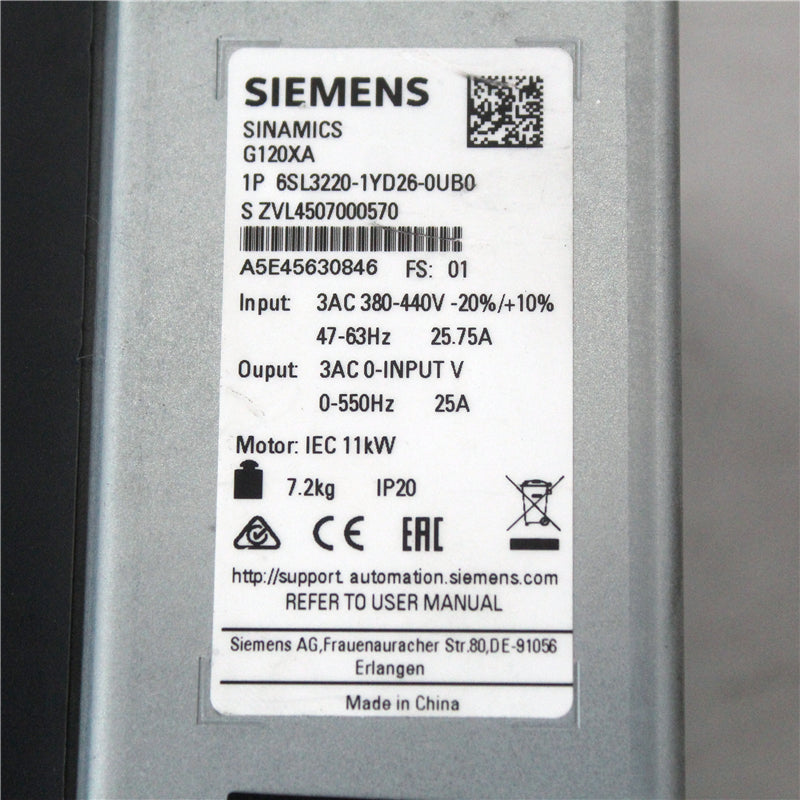 SIEMENS
SINAMICS
G120XA
1P 6SL3220-1YD26-0UB0
S ZVL4507000570
A5E45630846 FS: 01
Input: 3AC 380-440V -20%/+10%
47-63Hz 25.75A
Ouput: 3AC 0-INPUT V
0-550Hz 25A
Motor: IEC 11kW
7.2kg IP20
CE EAC
http://support.automation.siemens.com
REFER TO USER MANUAL
Siemens AG,Frauenauracher Str.80,DE-91056
Erlangen
Made in China